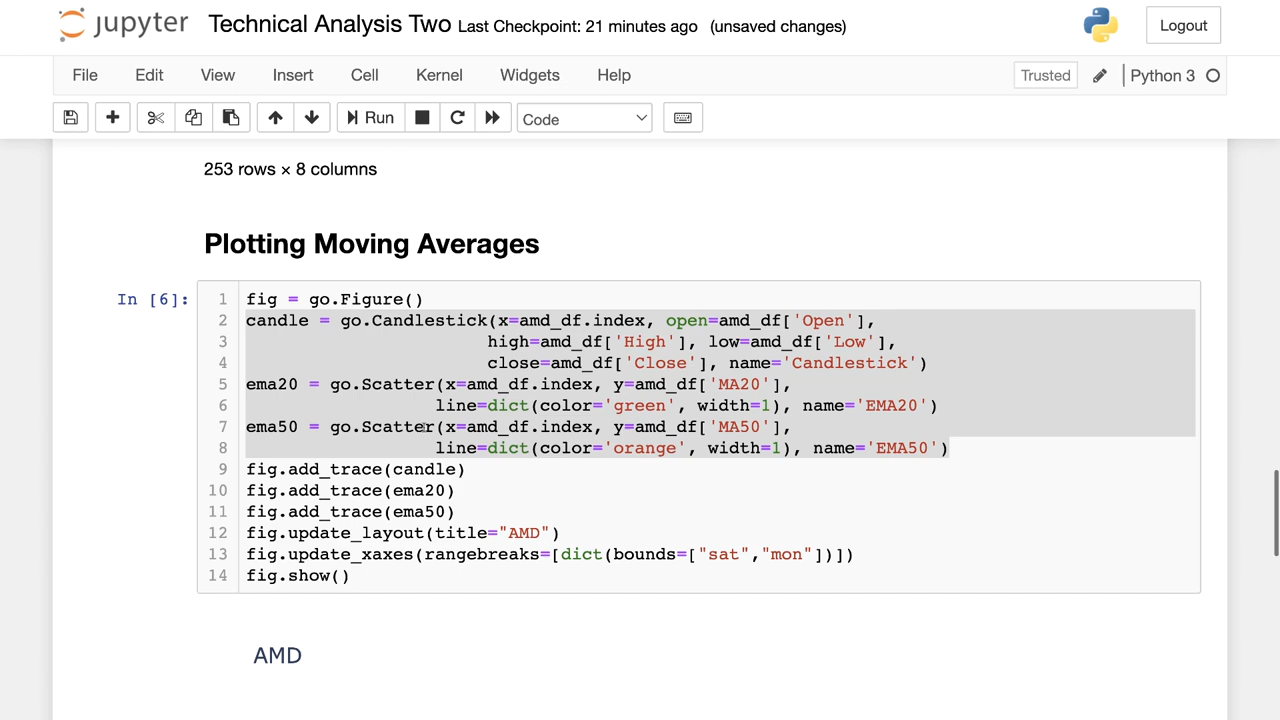 jupyter Technical Analysis Two Last Checkpoint: 21 minutes ago (unsaved changes) Logout
File Edit View Insert Cell Kernel Widgets Help Trusted Python 3
Run Code
253 rows × 8 columns
Plotting Moving Averages
In [6]:
1 fig = go.Figure()
2 candle = go.Candlestick(x=amd_df.index, open=amd_df['Open'],
3 high=amd_df['High'], low=amd_df['Low'],
4 close=amd_df['Close'], name='Candlestick')
5 ema20 = go.Scatter(x=amd_df.index, y=amd_df['MA20'],
6 line=dict(color='green', width=1), name='EMA20')
7 ema50 = go.Scatter(x=amd_df.index, y=amd_df['MA50'],
8 line=dict(color='orange', width=1), name='EMA50')
9 fig.add_trace(candle)
10 fig.add_trace(ema20)
11 fig.add_trace(ema50)
12 fig.update_layout(title="AMD")
13 fig.update_xaxes(rangebreaks=[dict(bounds=["sat","mon"])])
14 fig.show()
AMD